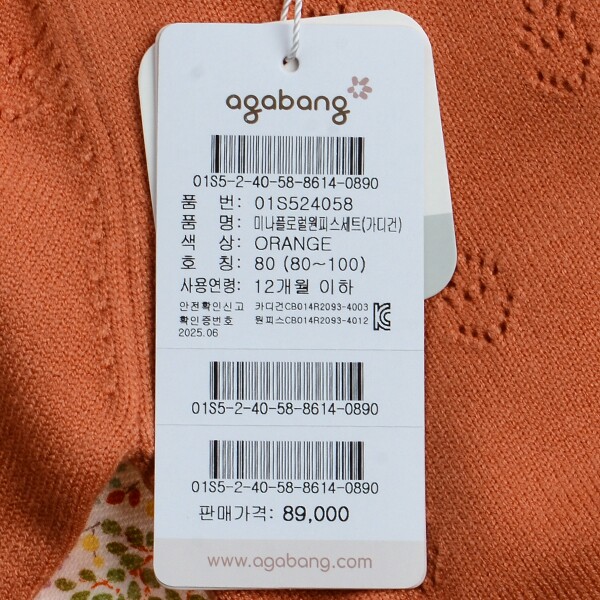 agabang
01S5-2-40-58-8614-0890
품 번: 01S524058
품 명: 미나플로럴원피스세트(가디건)
색 상: ORANGE
호 칭: 80 (80~100)
사용연령: 12개월 이하
안전확인신고 카디건CB014R2093-4003
확인증번호 원피스CB014R2093-4012
2025.06
01S5-2-40-58-8614-0890
01S5-2-40-58-8614-0890
판매가격: 89,000
www.agabang.com